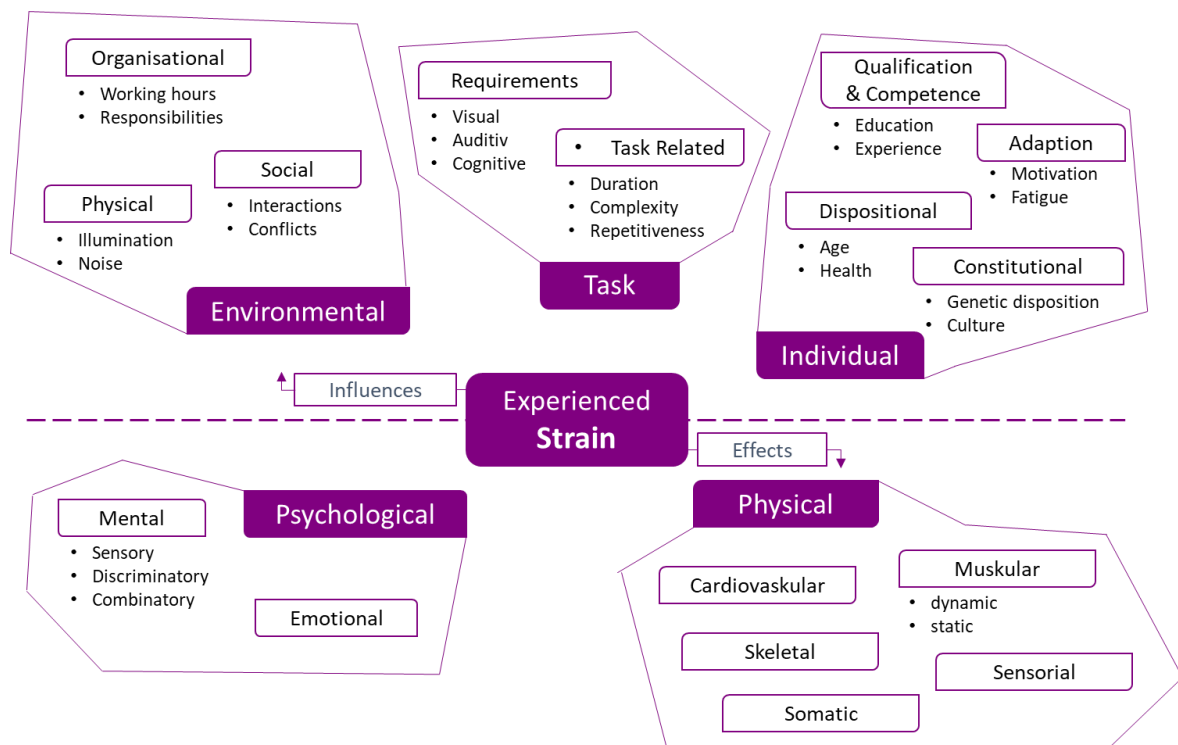 Organisational
• Working hours
• Responsibilities
Social
• Interactions
• Conflicts
Physical
• Illumination
• Noise
Environmental
Requirements
• Visual
• Auditiv
• Cognitive
• Task Related
• Duration
• Complexity
• Repetitiveness
Task
Qualification
& Competence
• Education
• Experience
Adaption
• Motivation
• Fatigue
Dispositional
• Age
• Health
Constitutional
• Genetic disposition
• Culture
Individual
Influences
Experienced
Strain
Effects
Psychological
Mental
• Sensory
• Discriminatory
• Combinatory
Emotional
Physical
Cardiovaskular
Muskular
• dynamic
• static
Skeletal
Sensorial
Somatic